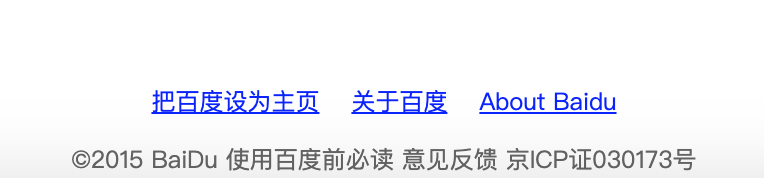 把百度设为主页 关于百度 About Baidu
©2015 BaiDu 使用百度前必读 意见反馈 京ICP证030173号